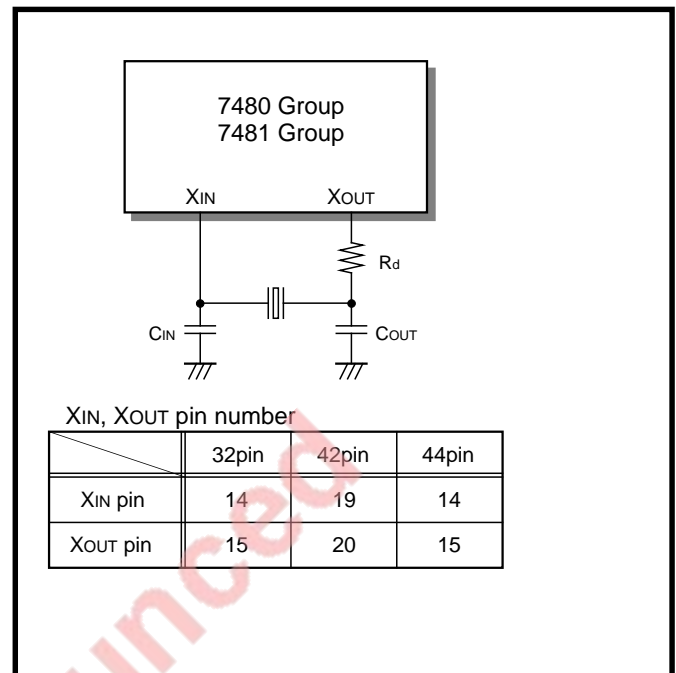 7480 Group
7481 Group
XIN XOUT
Rd
CIN COUT
XIN, XOUT pin number
32pin 42pin 44pin
XIN pin 14 19 14
XOUT pin 15 20 15
unced